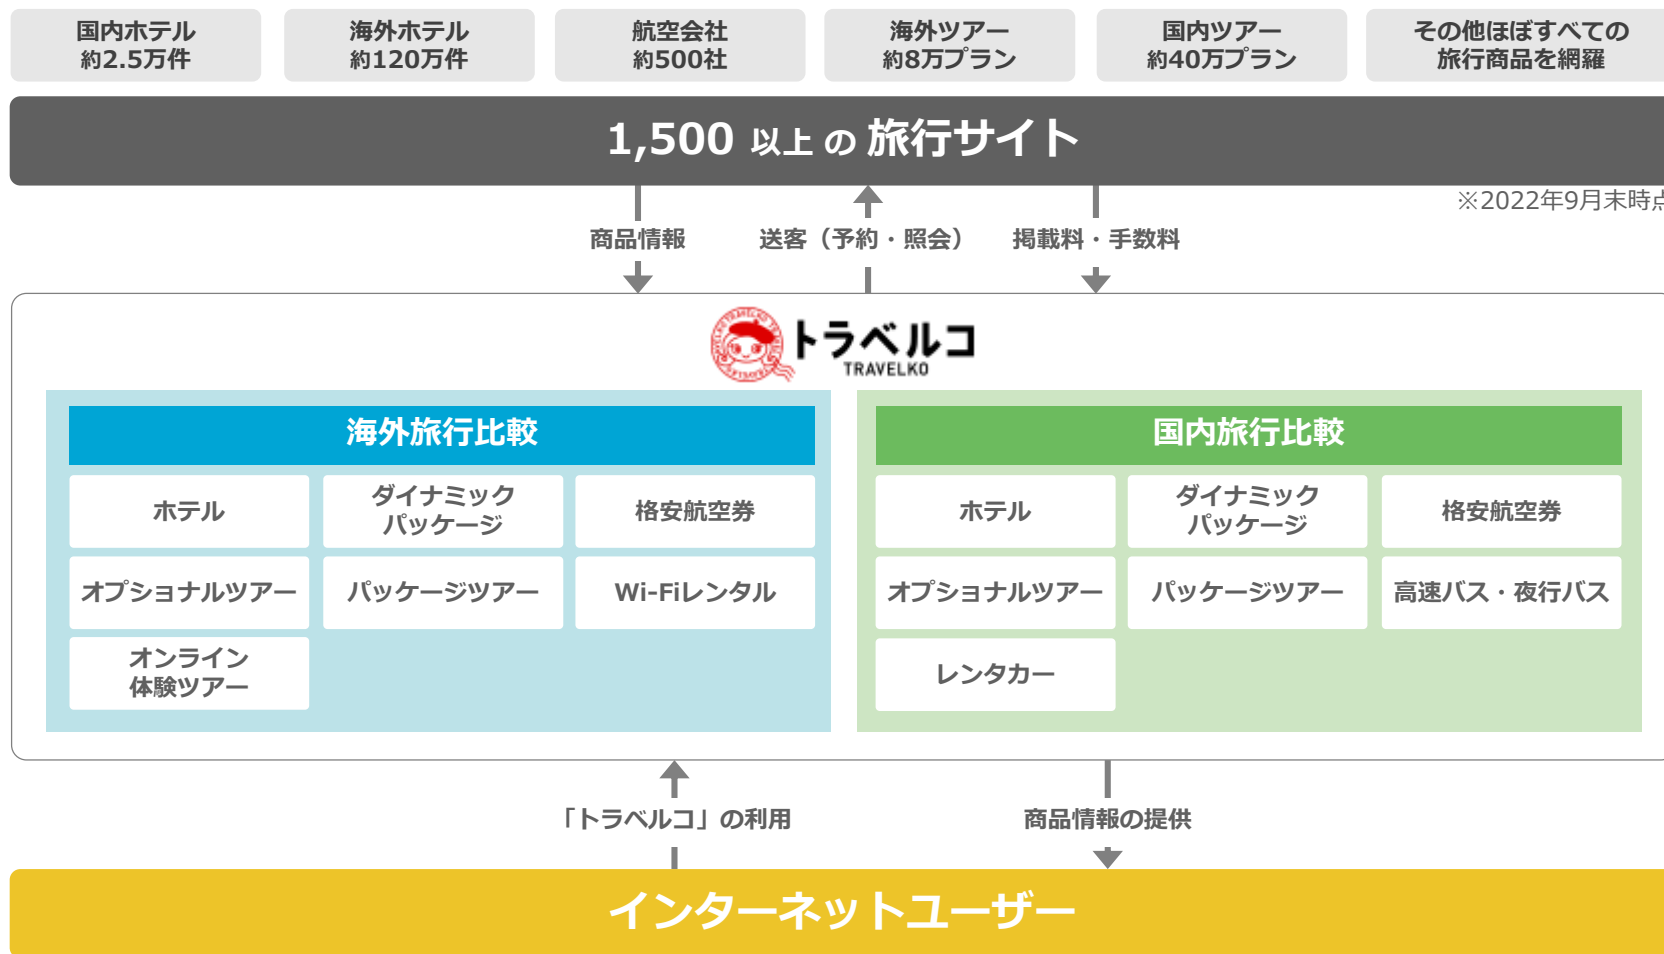 国内ホテル
約2.5万件
海外ホテル
約120万件
航空会社
約500社
海外ツアー
約8万プラン
国内ツアー
約40万プラン
その他ほぼすべての
旅行商品を網羅
1,500 以上 の 旅行サイト
※2022年9月末時点
商品情報
送客（予約・照会）
掲載料・手数料
トラベルコ
TRAVELKO
海外旅行比較
ホテル
ダイナミック
パッケージ
格安航空券
オプショナルツアー
パッケージツアー
Wi-Fiレンタル
オンライン
体験ツアー
国内旅行比較
ホテル
ダイナミック
パッケージ
格安航空券
オプショナルツアー
パッケージツアー
高速バス・夜行バス
レンタカー
「トラベルコ」の利用
商品情報の提供
インターネットユーザー